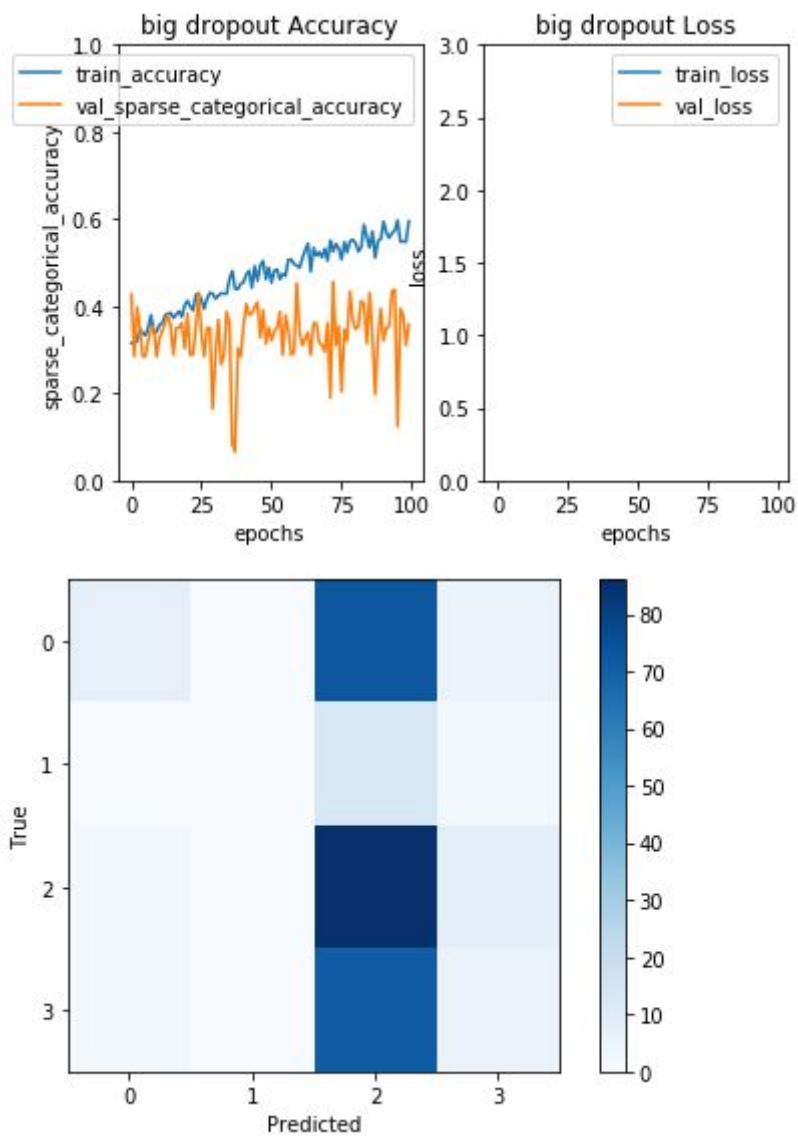 big dropout Accuracy
1.0
train_accuracy
val_sparse_categorical_accuracy
0.8
0.6
0.4
0.2
0.0
sparse_categorical_accuracy
0 25 50 75 100
epochs
big dropout Loss
3.0
train_loss
val_loss
2.5
2.0
1.5
1.0
0.5
0.0
loss
0 25 50 75 100
epochs
0
1
2
3
True
0 1 2 3
Predicted
80
70
60
50
40
30
20
10
0